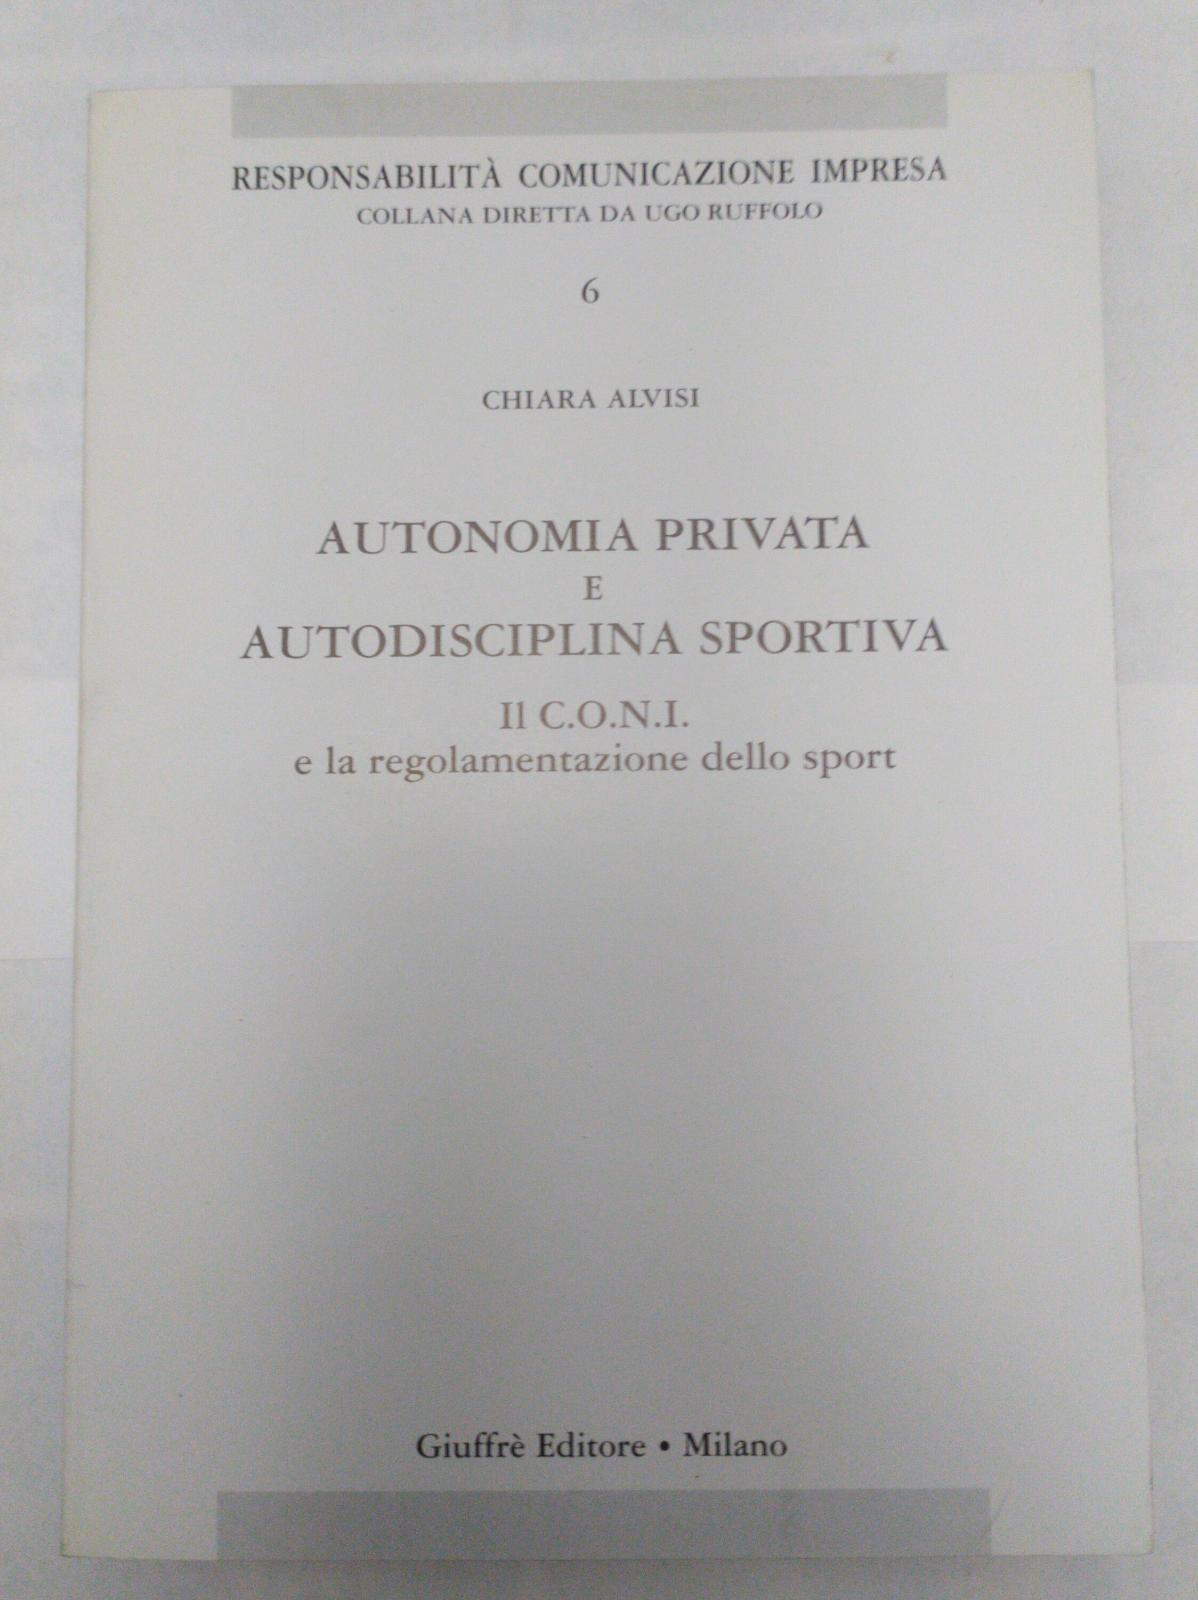 RESPONSABILITÀ COMUNICAZIONE IMPRESA
COLLANA DIRETTA DA UGO RUFFOLO
6
CHIARA ALVISI
AUTONOMIA PRIVATA
E
AUTODISCIPLINA SPORTIVA
Il C.O.N.I.
e la regolamentazione dello sport
Giuffrè Editore • Milano